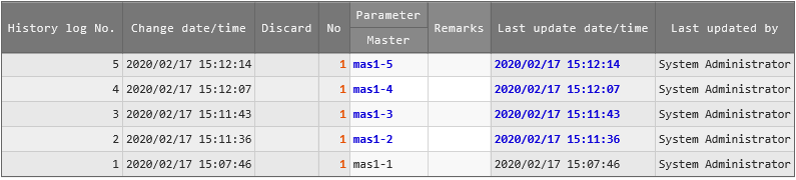 History log No. Change date/time Discard No Parameter Remarks Last update date/time Last updated by
Master
5 2020/02/17 15:12:14 1 mas1-5 2020/02/17 15:12:14 System Administrator
4 2020/02/17 15:12:07 1 mas1-4 2020/02/17 15:12:07 System Administrator
3 2020/02/17 15:11:43 1 mas1-3 2020/02/17 15:11:43 System Administrator
2 2020/02/17 15:11:36 1 mas1-2 2020/02/17 15:11:36 System Administrator
1 2020/02/17 15:07:46 1 mas1-1 2020/02/17 15:07:46 System Administrator